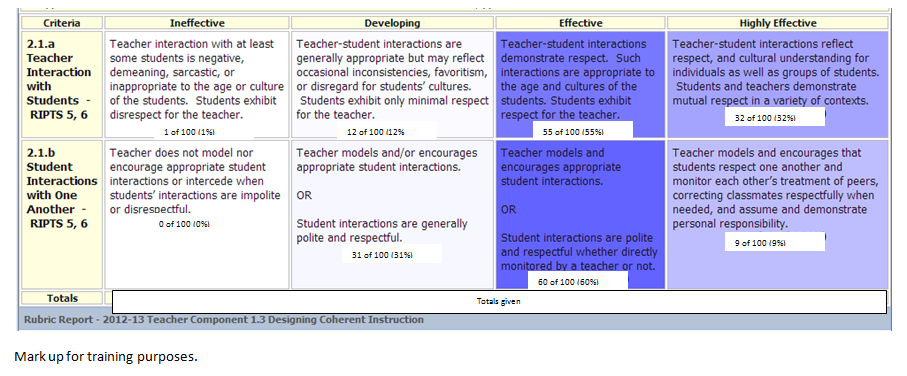 Criteria Ineffective Developing Effective Highly Effective
2.1.a
Teacher
Interaction
with
Students -
RIPTS 5, 6
Teacher interaction with at least
some students is negative,
demeaning, sarcastic, or
inappropriate to the age or culture
of the students. Students exhibit
disrespect for the teacher.
1 of 100 (1%)
Teacher-student interactions are
generally appropriate but may reflect
occasional inconsistencies, favoritism,
or disregard for students' cultures.
Students exhibit only minimal respect
for the teacher.
12 of 100 (12%
Teacher-student interactions
demonstrate respect. Such
interactions are appropriate to
the age and cultures of the
students. Students exhibit
respect for the teacher.
55 of 100 (55%)
Teacher-student interactions reflect
respect, and cultural understanding for
individuals as well as groups of students.
Students and teachers demonstrate
mutual respect in a variety of contexts.
32 of 100 (32%)
2.1.b
Student
Interactions
with One
Another -
RIPTS 5, 6
Teacher does not model nor
encourage appropriate student
interactions or intercede when
students' interactions are impolite
or disrespectful.
0 of 100 (0%)
Teacher models and/or encourages
appropriate student interactions.
OR
Student interactions are generally
polite and respectful.
31 of 100 (31%)
Teacher models and
encourages appropriate
student interactions.
OR
Student interactions are polite
and respectful whether directly
monitored by a teacher or not.
60 of 100 (60%)
Teacher models and encourages that
students respect one another and
monitor each other's treatment of peers,
correcting classmates respectfully when
needed, and assume and demonstrate
personal responsibility.
9 of 100 (9%)
Totals
Totals given
Rubric Report - 2012-13 Teacher Component 1.3 Designing Coherent Instruction
Mark up for training purposes.